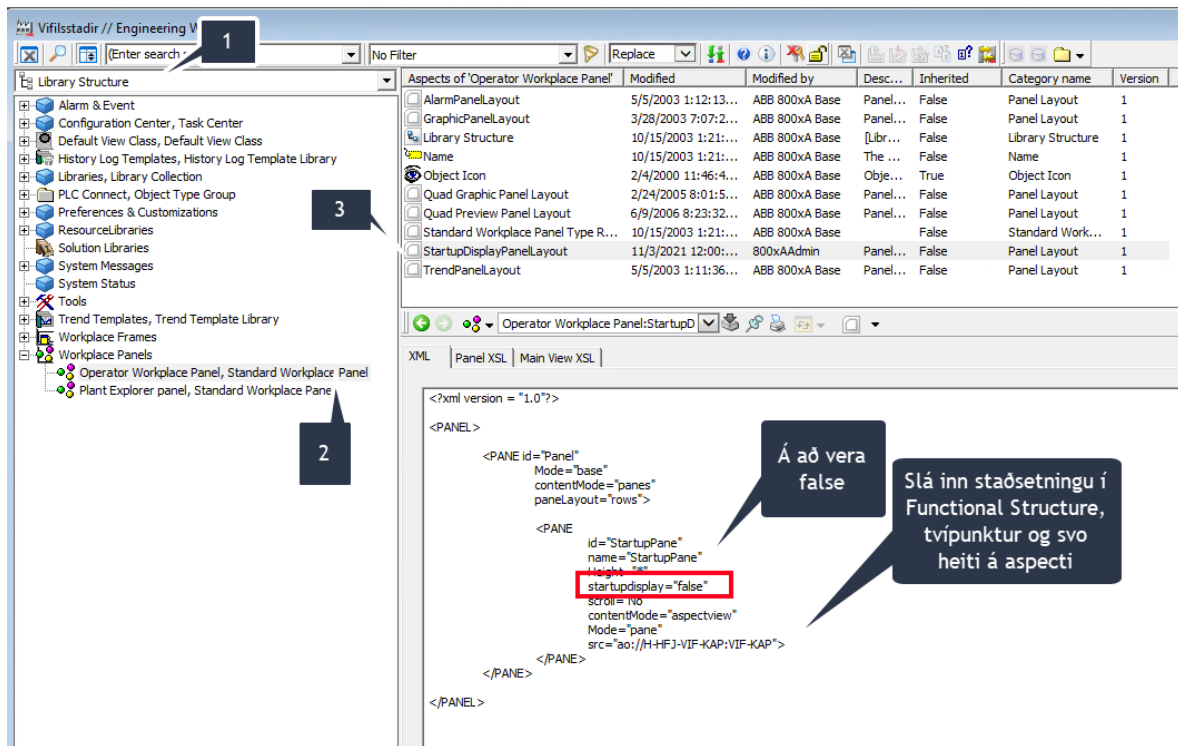 Vifilsstadir // Engineering W
1
(Enter search
No Filter
Replace
Library Structure
Alarm & Event
Configuration Center, Task Center
Default View Class, Default View Class
History Log Templates, History Log Template Library
Libraries, Library Collection
PLC Connect, Object Type Group
Preferences & Customizations
ResourceLibraries
Solution Libraries
System Messages
System Status
Tools
Trend Templates, Trend Template Library
Workplace Frames
Workplace Panels
Operator Workplace Panel, Standard Workplace Panel
Plant Explorer panel, Standard Workplace Pane
3
2
Aspects of 'Operator Workplace Panel' Modified Modified by Desc... Inherited Category name Version
AlarmPanelLayout 5/5/2003 1:12:13... ABB 800xA Base Panel... False Panel Layout 1
GraphicPanelLayout 3/28/2003 7:07:2... ABB 800xA Base Panel... False Panel Layout 1
Library Structure 10/15/2003 1:21:... ABB 800xA Base [Libr... False Library Structure 1
Name 10/15/2003 1:21:... ABB 800xA Base The ... False Name 1
Object Icon 2/4/2000 11:46:4... ABB 800xA Base Obje... True Object Icon 1
Quad Graphic Panel Layout 2/24/2005 8:01:5... ABB 800xA Base Panel... False Panel Layout 1
Quad Preview Panel Layout 6/9/2006 8:23:32... ABB 800xA Base Panel... False Panel Layout 1
Standard Workplace Panel Type R... 10/15/2003 1:21:... ABB 800xA Base False Standard Work... 1
StartupDisplayPanelLayout 11/3/2021 12:00:... 800xAAdmin Panel... False Panel Layout 1
TrendPanelLayout 5/5/2003 1:11:36... ABB 800xA Base Panel... False Panel Layout 1
Operator Workplace Panel:StartupD
XML Panel XSL Main View XSL
<?xml version = "1.0"?>
<PANEL>
<PANE id="Panel"
Mode="base"
contentMode="panes"
paneLayout="rows">
<PANE
id="StartupPane"
name="StartupPane"
Height="*"
startupdisplay="false"
scroll="No"
contentMode="aspectview"
Mode="pane"
src="ao://H-HFJ-VIF-KAP:VIF-KAP">
</PANE>
</PANE>
</PANEL>
Á að vera
false
Slá inn staðsetningu í
Functional Structure,
tvípunktur og svo
heiti á aspecti